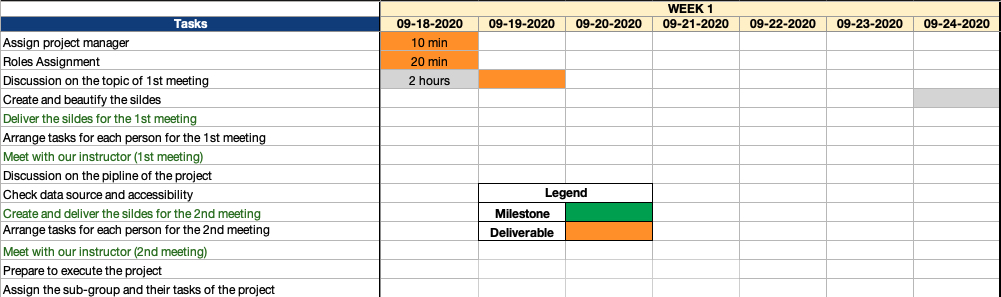 WEEK 1
Tasks 09-18-2020 09-19-2020 09-20-2020 09-21-2020 09-22-2020 09-23-2020 09-24-2020
Assign project manager 10 min
Roles Assignment 20 min
Discussion on the topic of 1st meeting 2 hours
Create and beautify the sildes
Deliver the sildes for the 1st meeting
Arrange tasks for each person for the 1st meeting
Meet with our instructor (1st meeting)
Discussion on the pipline of the project
Check data source and accessibility Legend
Create and deliver the sildes for the 2nd meeting Milestone
Arrange tasks for each person for the 2nd meeting Deliverable
Meet with our instructor (2nd meeting)
Prepare to execute the project
Assign the sub-group and their tasks of the project